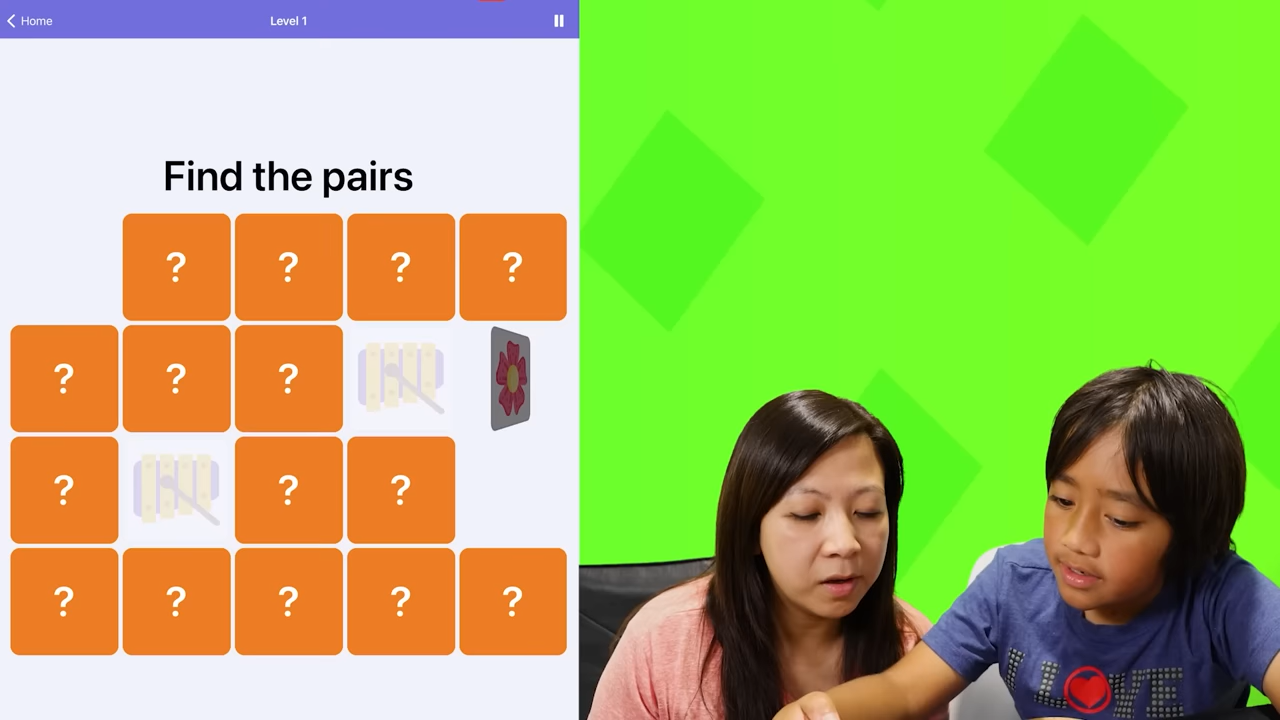 Home
Level 1
Find the pairs
? ? ? ?
? ? ?
? ? ?
? ? ? ? ?
LOVE